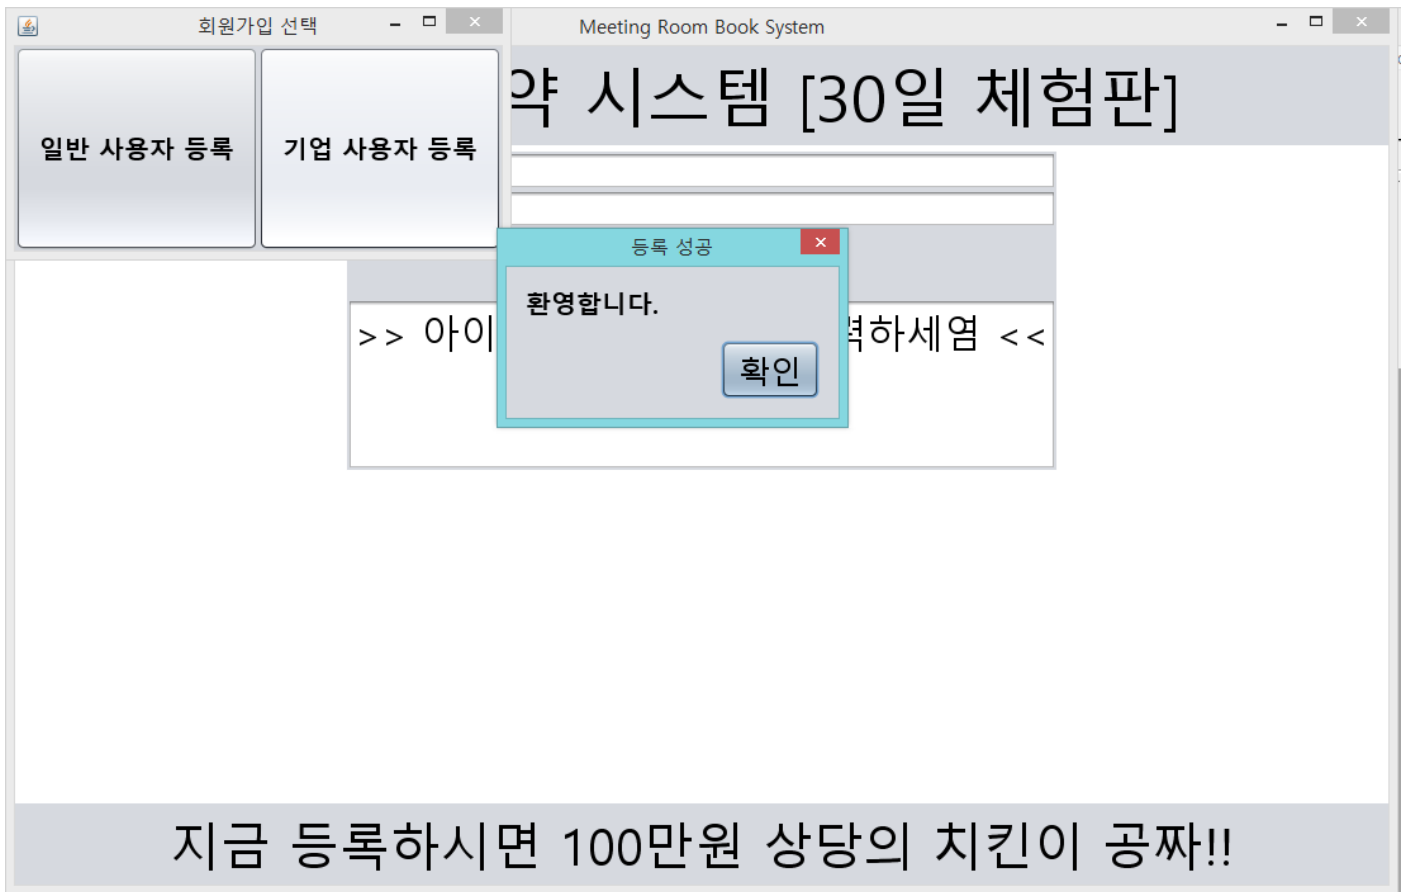 회원가입 선택
Meeting Room Book System
약 시스템 [30일 체험판]
일반 사용자 등록
기업 사용자 등록
등록 성공
환영합니다.
확인
>> 아이
하세염 <<
지금 등록하시면 100만원 상당의 치킨이 공짜!!